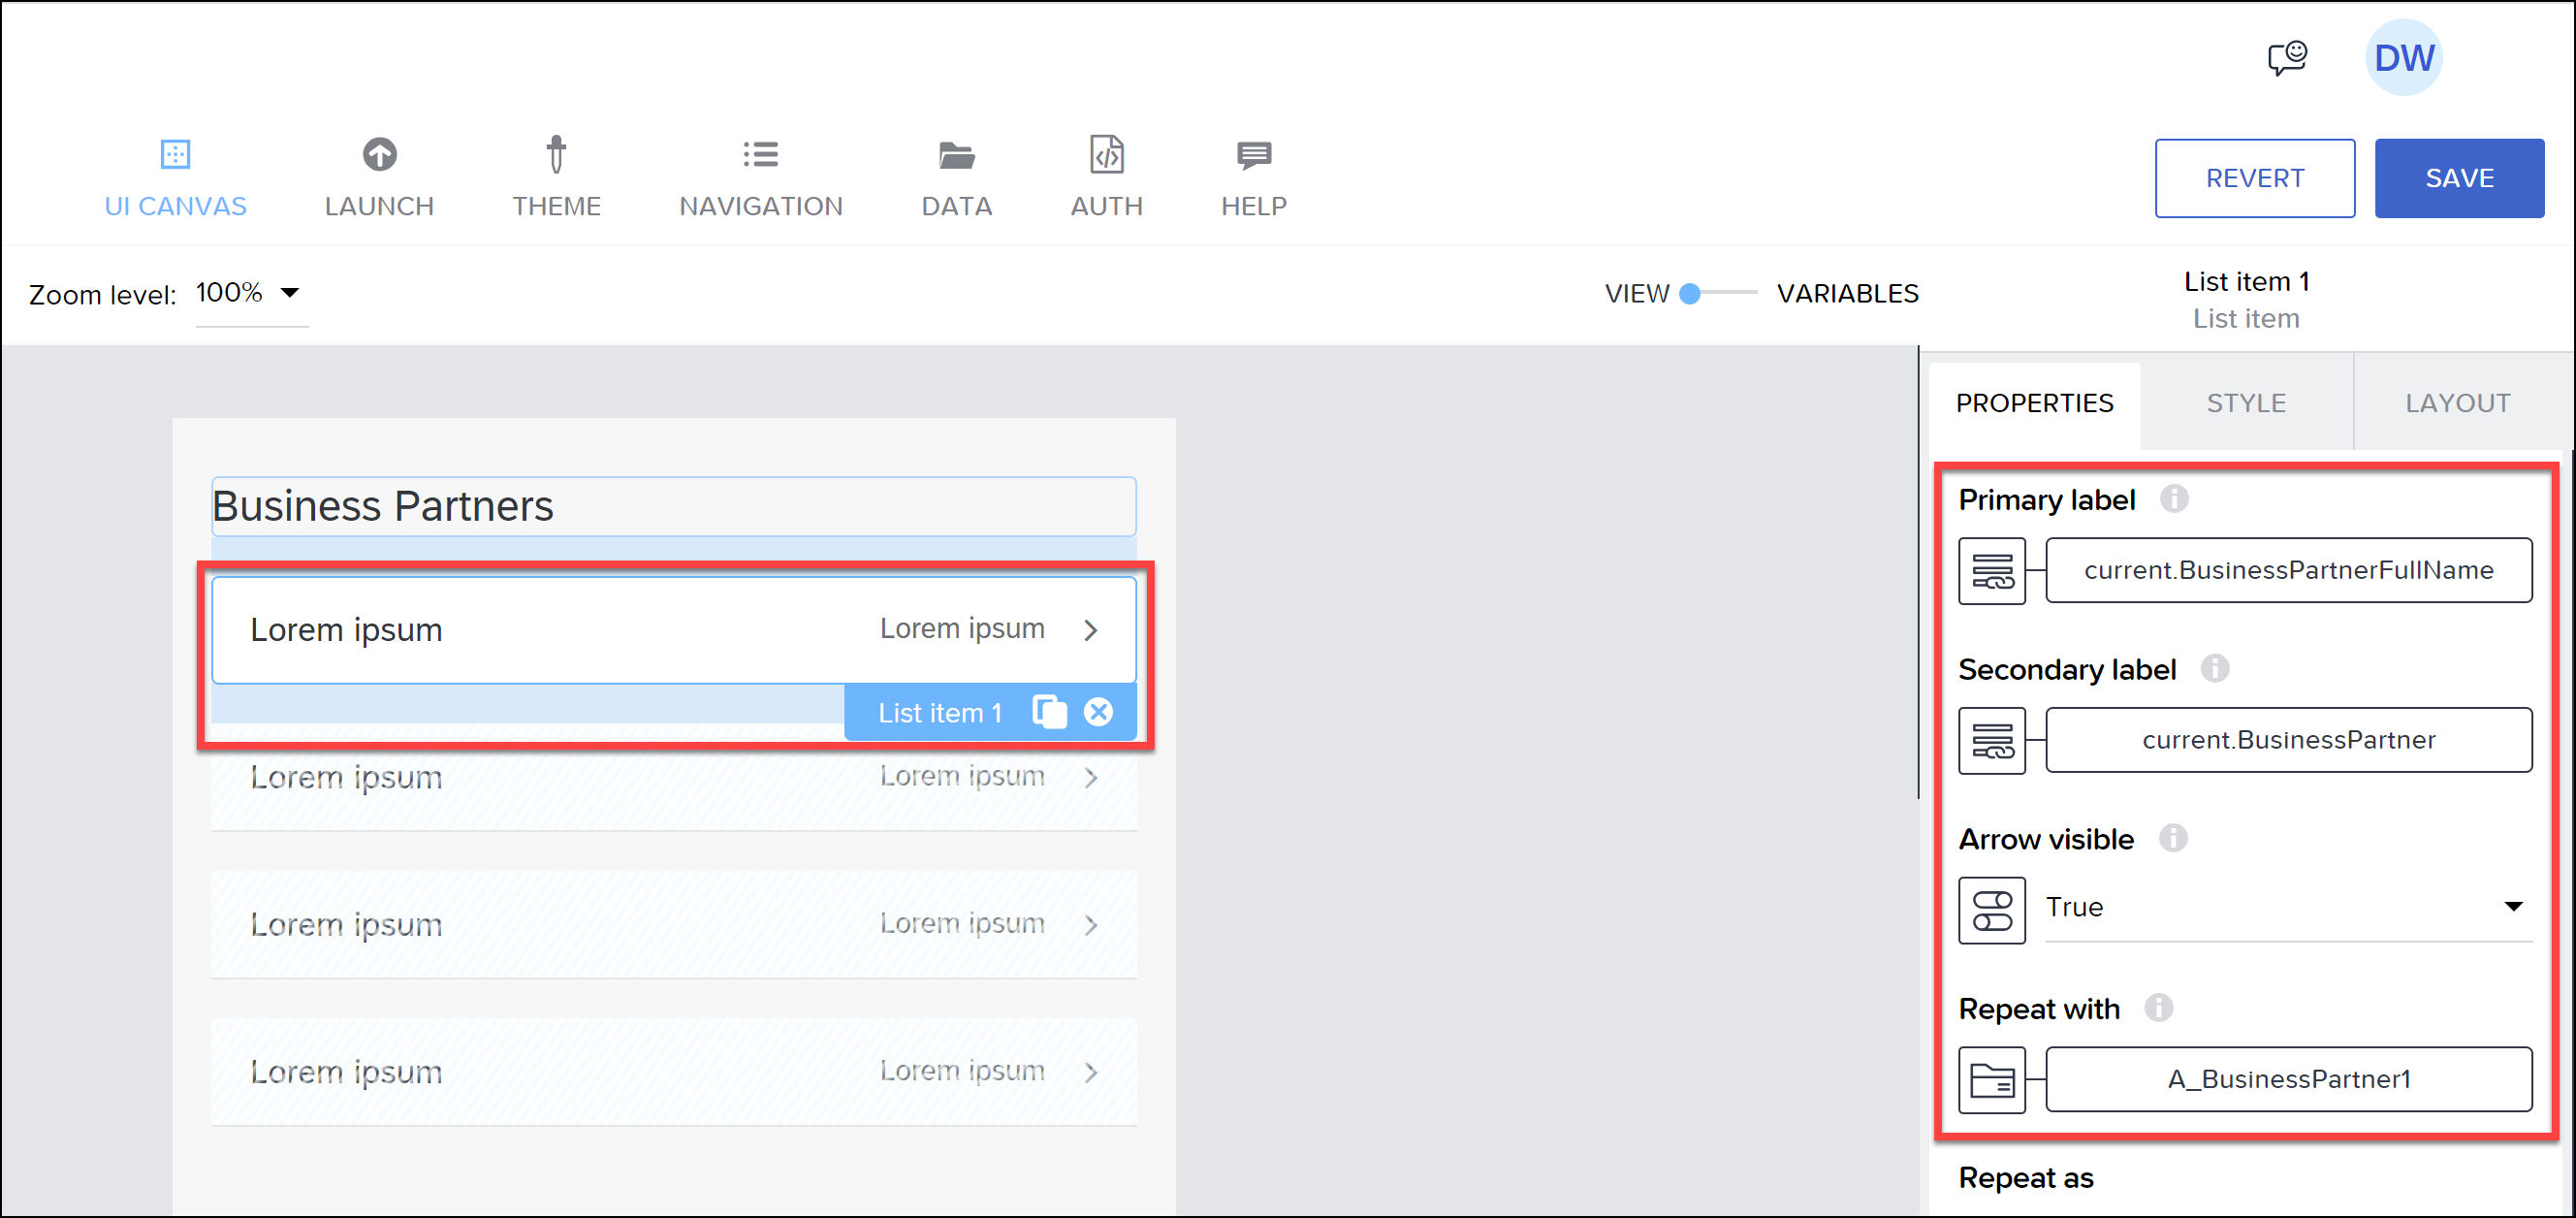 DW
UI CANVAS
LAUNCH
THEME
NAVIGATION
DATA
AUTH
HELP
REVERT
SAVE
Zoom level: 100%
VIEW
VARIABLES
List item 1
List item
PROPERTIES
STYLE
LAYOUT
Business Partners
Lorem ipsum
Lorem ipsum
List item 1
Lorem ipsum
Lorem ipsum
Lorem ipsum
Lorem ipsum
Lorem ipsum
Lorem ipsum
Primary label
current.BusinessPartnerFullName
Secondary label
current.BusinessPartner
Arrow visible
True
Repeat with
A_BusinessPartner1
Repeat as